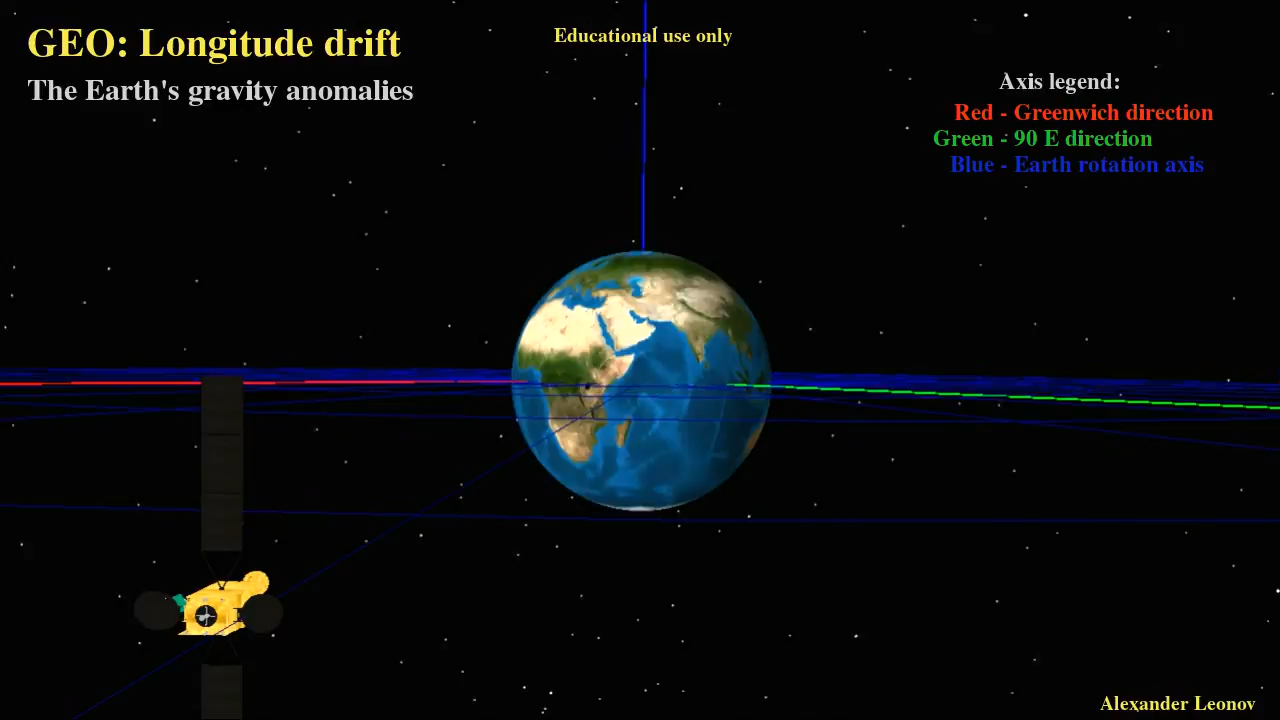 GEO: Longitude drift
The Earth's gravity anomalies
Educational use only
Axis legend:
Red - Greenwich direction
Green - 90 E direction
Blue - Earth rotation axis
Alexander Leonov